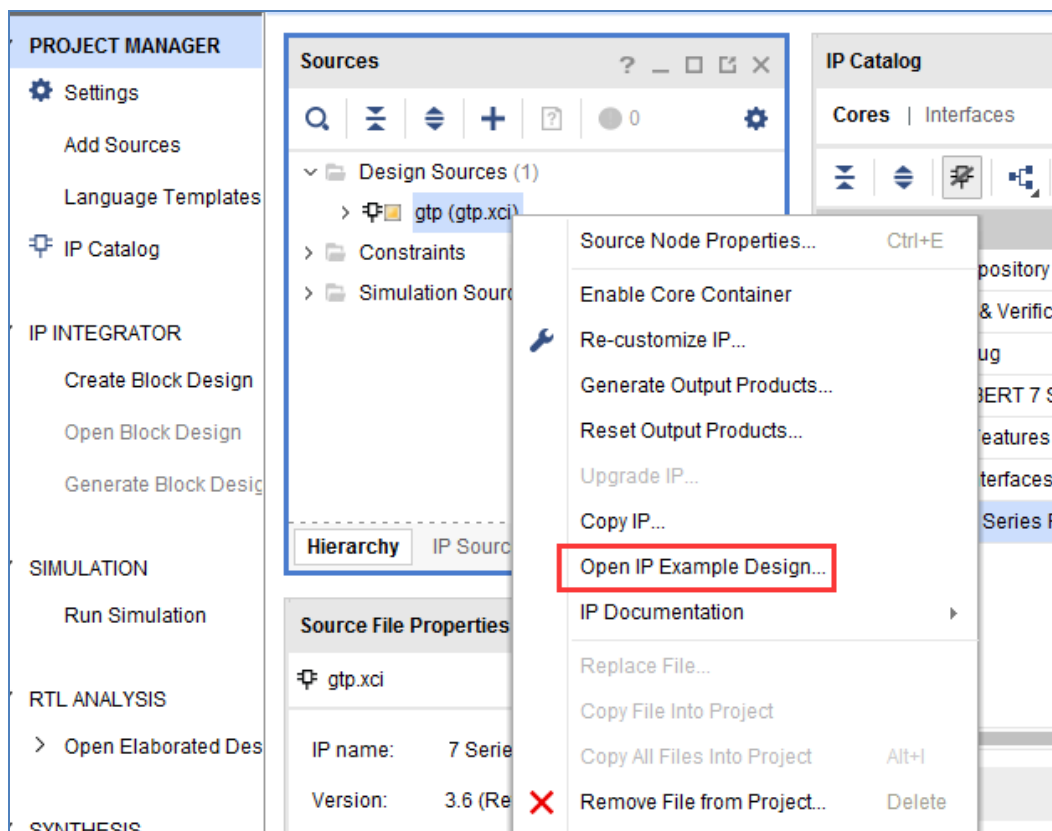 PROJECT MANAGER
Settings
Add Sources
Language Templates
IP Catalog
IP INTEGRATOR
Create Block Design
Open Block Design
Generate Block Desig
SIMULATION
Run Simulation
RTL ANALYSIS
Open Elaborated Des
SYNTHESIS
Sources
?
0
Design Sources (1)
gtp (gtp.xci)
Constraints
Simulation Sour
Hierarchy
IP Sourc
Source File Properties
gtp.xci
IP name: 7 Serie
Version: 3.6 (Re
Source Node Properties... Ctrl+E
Enable Core Container
Re-customize IP...
Generate Output Products...
Reset Output Products...
Upgrade IP...
Copy IP...
Open IP Example Design...
IP Documentation
Replace File...
Copy File Into Project
Copy All Files Into Project Alt+I
Remove File from Project... Delete
IP Catalog
Cores | Interfaces
pository
& Verific
ug
BERT 7 S
eatures
terfaces
Series